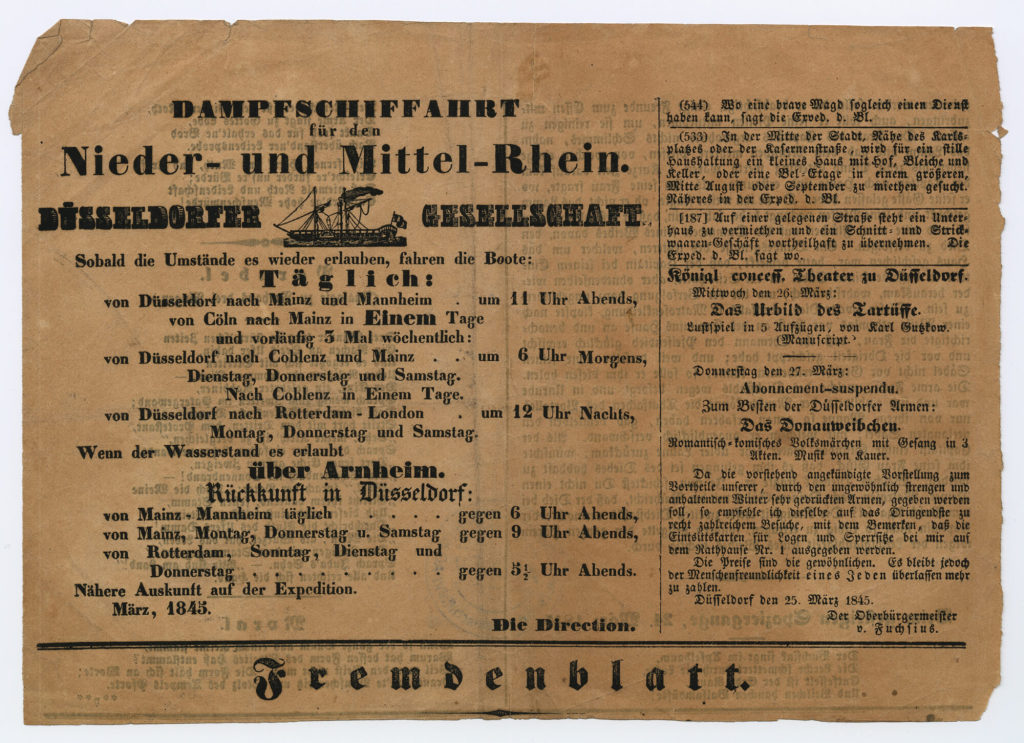 DAMPFSCHIFFAHRT
für den
Nieder- und Mittel-Rhein.
DÜSSELDORFER GESELLSCHAFT.
Sobald die Umstände es wieder erlauben, fahren die Boote:
Täglich:
von Düsseldorf nach Mainz und Mannheim . um 11 Uhr Abends,
von Cöln nach Mainz in Einem Tage
und vorläufig 3 Mal wöchentlich:
von Düsseldorf nach Coblenz und Mainz . . um 6 Uhr Morgens,
Dienstag, Donnerstag und Samstag.
Nach Coblenz in Einem Tage.
von Düsseldorf nach Rotterdam - London . um 12 Uhr Nachts,
Montag, Donnerstag und Samstag.
Wenn der Wasserstand es erlaubt
über Arnheim.
Rückkunft in Düsseldorf:
von Mainz - Mannheim täglich . . . . gegen 6 Uhr Abends,
von Mainz, Montag, Donnerstag u. Samstag gegen 9 Uhr Abends,
von Rotterdam, Sonntag, Dienstag und
Donnerstag . . . . . . . . . . gegen 5½ Uhr Abends.
Nähere Auskunft auf der Expedition.
März, 1845.
Die Direction.
(544) Wo eine brave Magd sogleich einen Dienst
haben kann, sagt die Exped. d. Bl.
(533) In der Mitte der Stadt, Nähe des Karls-
platzes oder der Kasernenstraße, wird für ein stille
Haushaltung ein kleines Haus mit Hof, Bleiche und
Keller, oder eine Bel-Etage in einem größeren,
Mitte August oder September zu miethen gesucht.
Näheres in der Exped. d. Bl.
[187] Auf einer gelegenen Straße steht ein Unter-
haus zu vermiethen und ein Schnitt- und Strick-
waaren-Geschäft vortheilhaft zu übernehmen. Die
Exped. d. Bl. sagt wo.
Königl concess. Theater zu Düsseldorf.
Mittwoch den 26. März:
Das Urbild des Tartüffe.
Lustspiel in 5 Aufzügen, von Karl Gutzkow.
(Manuscript.)
Donnerstag den 27. März:
Abonnement-suspendu.
Zum Besten der Düsseldorfer Armen:
Das Donauweibchen.
Romantisch-komisches Volksmärchen mit Gesang in 3
Akten. Musik von Kauer.
Da die vorstehend angekündigte Vorstellung zum
Vortheile unserer, durch den ungewöhnlich strengen und
anhaltenden Winter sehr gedrückten Armen, gegeben werden
soll, so empfehle ich dieselbe auf das Dringendste zu
recht zahlreichem Besuche, mit dem Bemerken, daß die
Eintrittskarten für Logen und Sperrsitze bei mir auf
dem Rathhause Nr. 1 ausgegeben werden.
Die Preise sind die gewöhnlichen. Es bleibt jedoch
der Menschenfreundlichkeit eines Jeden überlassen mehr
zu zahlen.
Düsseldorf den 25. März 1845.
Der Oberbürgermeister
v. Fuchsius.
Fremdenblatt.